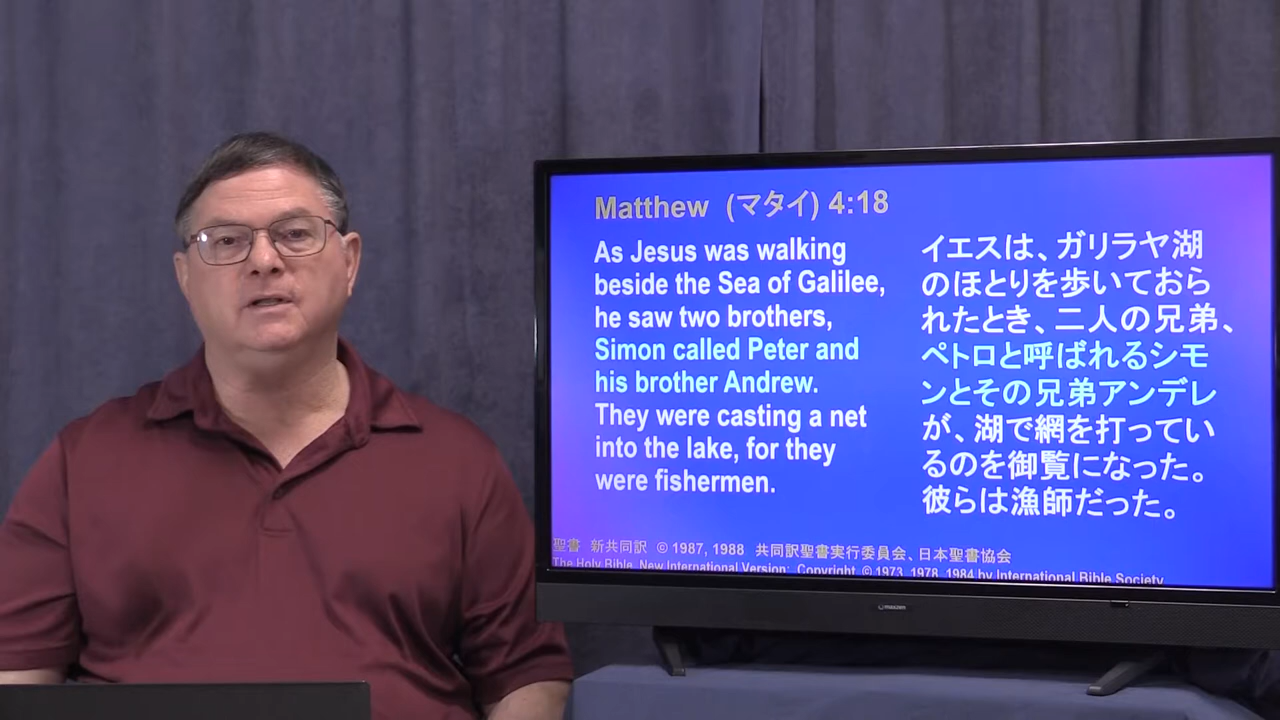 Matthew (マタイ) 4:18
As Jesus was walking
beside the Sea of Galilee,
he saw two brothers,
Simon called Peter and
his brother Andrew.
They were casting a net
into the lake, for they
were fishermen.
イエスは、ガリラヤ湖
のほとりを歩いておら
れたとき、二人の兄弟、
ペトロと呼ばれるシモ
ンとその兄弟アンデレ
が、湖で網を打ってい
るのを御覧になった。
彼らは漁師だった。
聖書 新共同訳 © 1987, 1988 共同訳聖書実行委員会、日本聖書協会
The Holy Bible, New International Version; Copyright © 1973, 1978, 1984 by International Bible Society
maxzen